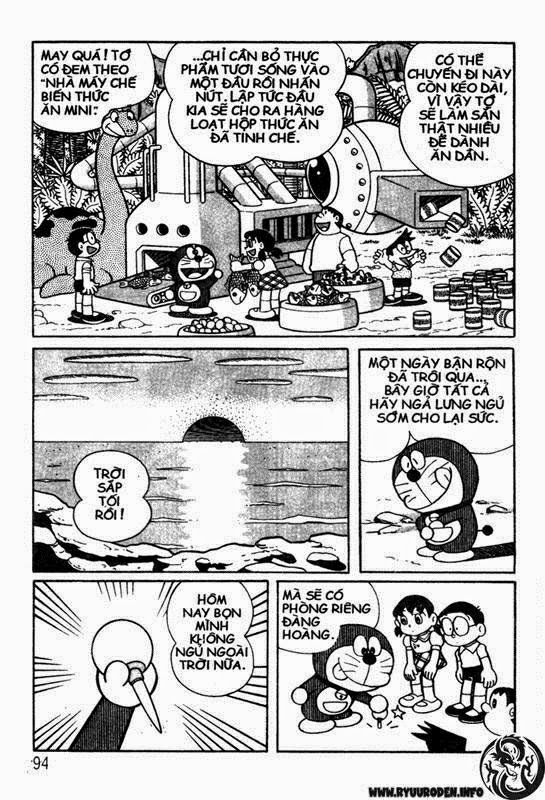 MAY QUÁ! TỚ
CÓ ĐEM THEO
"NHÀ MÁY CHẾ
BIẾN THỨC
ĂN MINI".
...CHỈ CẦN BỎ THỰC
PHẨM TƯƠI SỐNG VÀO
MỘT ĐẦU RỒI NHẤN
NÚT. LẬP TỨC ĐẦU
KIA SẼ CHO RA HÀNG
LOẠT HỘP THỨC ĂN
ĐÃ TINH CHẾ.
CÓ THỂ
CHUYẾN ĐI NÀY
CÒN KÉO DÀI,
VÌ VẬY TỚ
SẼ LÀM SẴN
THẬT NHIỀU
ĐỂ DÀNH
ĂN DẦN.
TRỜI
SẮP
TỐI
RỒI!
MỘT NGÀY BẬN RỘN
ĐÃ TRÔI QUA...
BÂY GIỜ TẤT CẢ
HÃY NGẢ LƯNG NGỦ
SỚM CHO LẠI SỨC.
HÔM
NAY BỌN
MÌNH
KHÔNG
NGỦ NGOÀI
TRỜI NỮA.
MÀ SẼ CÓ
PHÒNG RIÊNG
ĐÀNG
HOÀNG.
94
WWW.RYUURODEN.INFO